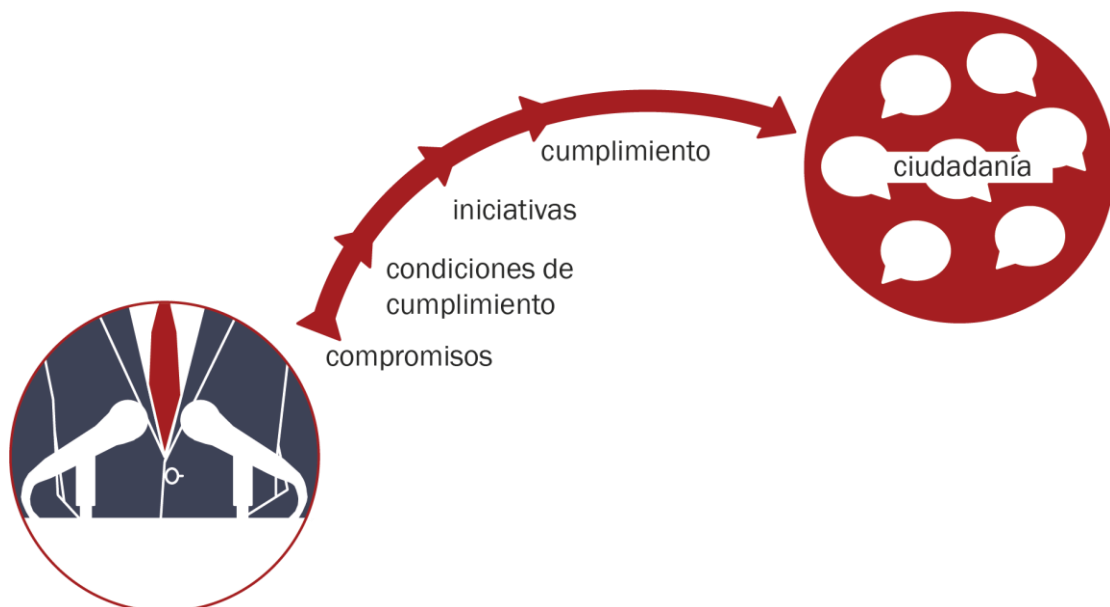 cumplimiento
ciudadanía
iniciativas
condiciones de
cumplimiento
compromisos